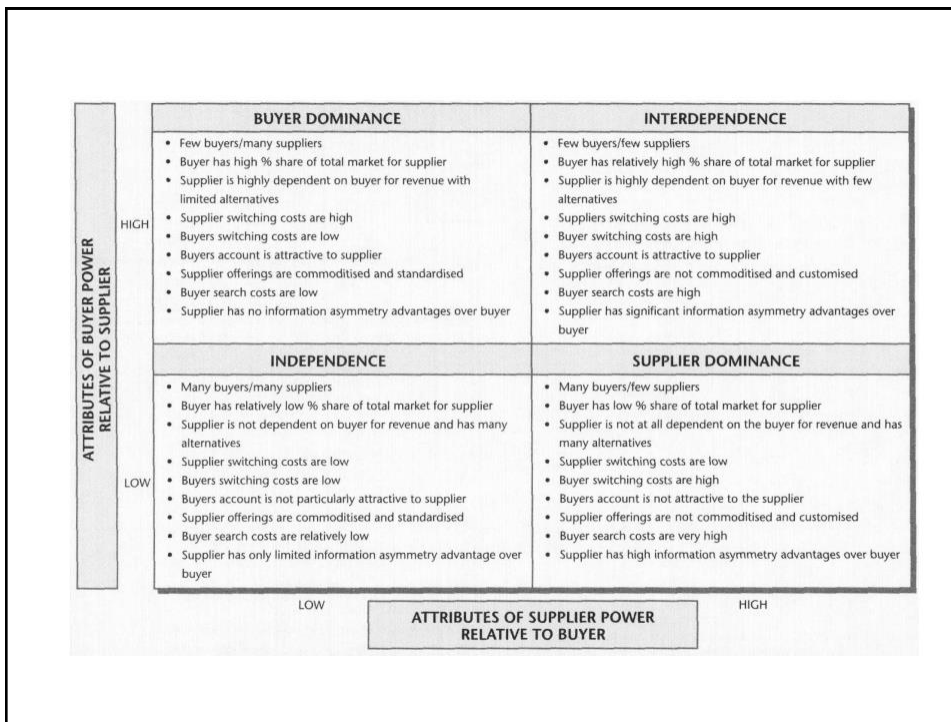 ATTRIBUTES OF BUYER POWER
RELATIVE TO SUPPLIER
HIGH
LOW
BUYER DOMINANCE
• Few buyers/many suppliers
• Buyer has high % share of total market for supplier
• Supplier is highly dependent on buyer for revenue with
limited alternatives
• Supplier switching costs are high
• Buyers switching costs are low
• Buyers account is attractive to supplier
• Supplier offerings are commoditised and standardised
• Buyer search costs are low
• Supplier has no information asymmetry advantages over buyer
INTERDEPENDENCE
• Few buyers/few suppliers
• Buyer has relatively high % share of total market for supplier
• Supplier is highly dependent on buyer for revenue with few
alternatives
• Suppliers switching costs are high
• Buyer switching costs are high
• Buyers account is attractive to supplier
• Supplier offerings are not commoditised and customised
• Buyer search costs are high
• Supplier has significant information asymmetry advantages over
buyer
INDEPENDENCE
• Many buyers/many suppliers
• Buyer has relatively low % share of total market for supplier
• Supplier is not dependent on buyer for revenue and has many
alternatives
• Supplier switching costs are low
• Buyers switching costs are low
• Buyers account is not particularly attractive to supplier
• Supplier offerings are commoditised and standardised
• Buyer search costs are relatively low
• Supplier has only limited information asymmetry advantage over
buyer
SUPPLIER DOMINANCE
• Many buyers/few suppliers
• Buyer has low % share of total market for supplier
• Supplier is not at all dependent on the buyer for revenue and has
many alternatives
• Supplier switching costs are low
• Buyer switching costs are high
• Buyers account is not attractive to the supplier
• Supplier offerings are not commoditised and customised
• Buyer search costs are very high
• Supplier has high information asymmetry advantages over buyer
LOW
HIGH
ATTRIBUTES OF SUPPLIER POWER
RELATIVE TO BUYER